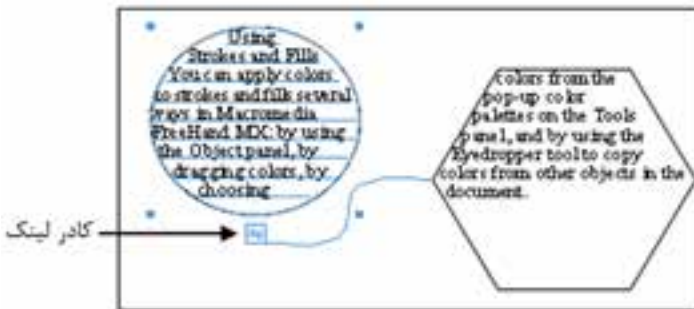 Using
Strokes and Fills
You can apply colors
to strokes and fills several
ways in Macromedia
FreeHand MX: by using
the Object panel, by
dragging colors, by
choosing
colors from the
pop-up color
palettes on the Tools
panel, and by using the
Eyedropper tool to copy
colors from other objects in the
document.
کادر لینک